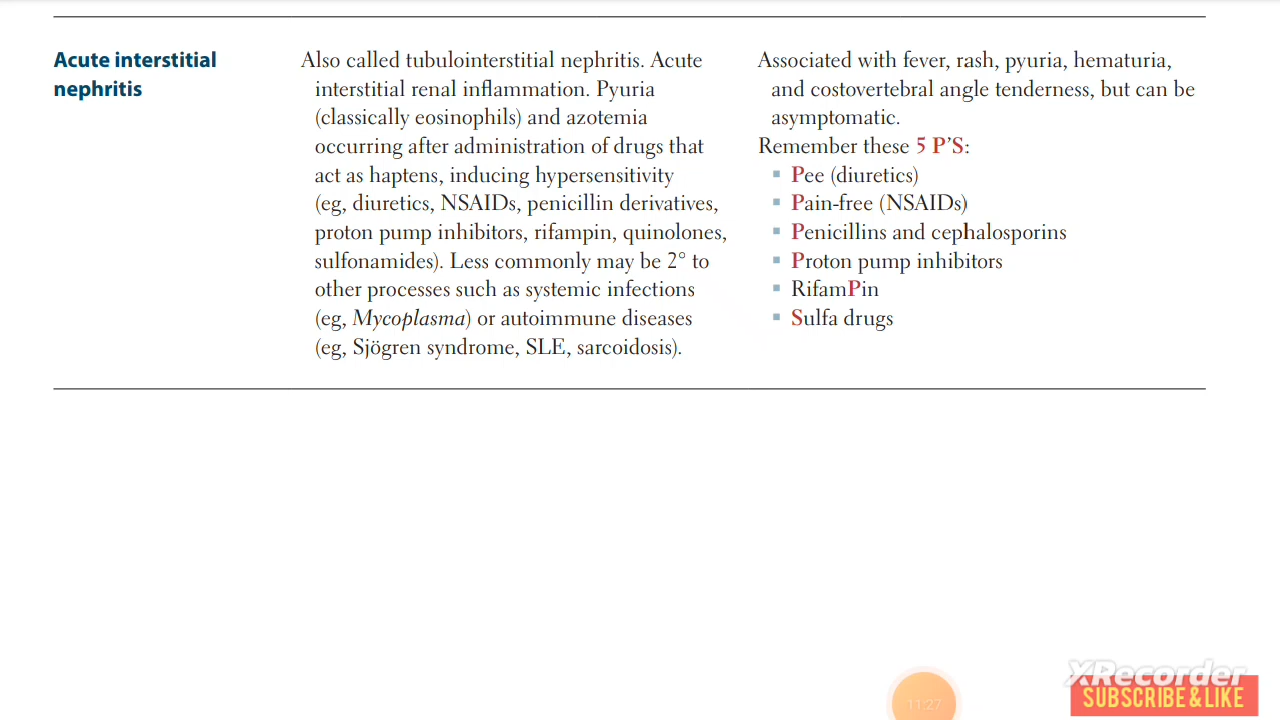 Acute interstitial
nephritis
Also called tubulointerstitial nephritis. Acute
interstitial renal inflammation. Pyuria
(classically eosinophils) and azotemia
occurring after administration of drugs that
act as haptens, inducing hypersensitivity
(eg, diuretics, NSAIDs, penicillin derivatives,
proton pump inhibitors, rifampin, quinolones,
sulfonamides). Less commonly may be 2° to
other processes such as systemic infections
(eg, Mycoplasma) or autoimmune diseases
(eg, Sjögren syndrome, SLE, sarcoidosis).
Associated with fever, rash, pyuria, hematuria,
and costovertebral angle tenderness, but can be
asymptomatic.
Remember these 5 P'S:
Pee (diuretics)
Pain-free (NSAIDs)
Penicillins and cephalosporins
Proton pump inhibitors
RifamPin
Sulfa drugs
11:27
XRecorder
SUBSCRIBE & LIKE